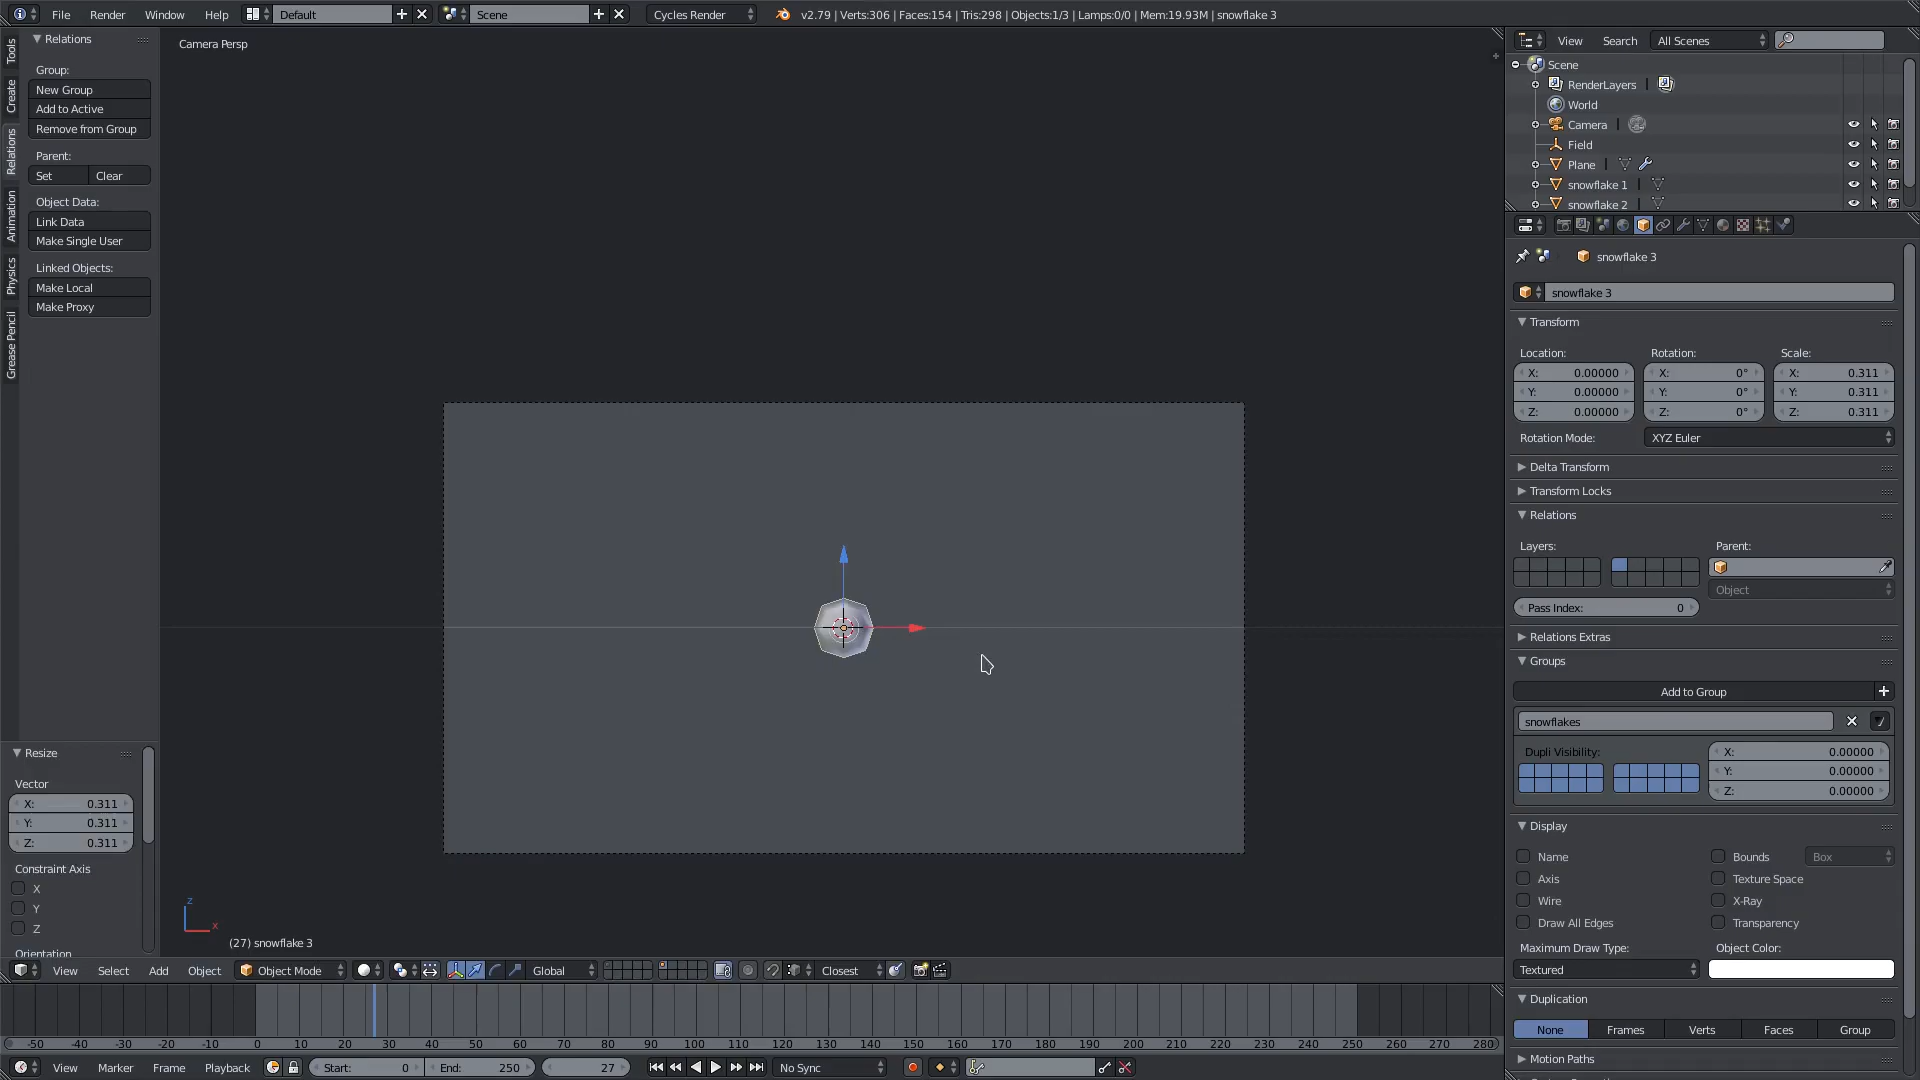 File Render Window Help Default Scene Cycles Render v2.79 | Verts:306 | Faces:154 | Tris:298 | Objects:1/3 | Lamps:0/0 | Mem:19.93M | snowflake 3
Tools
Create
Relations
Animation
Physics
Grease Pencil
Relations
Group:
New Group
Add to Active
Remove from Group
Parent:
Set Clear
Object Data:
Link Data
Make Single User
Linked Objects:
Make Local
Make Proxy
Resize
Vector
X: 0.311
Y: 0.311
Z: 0.311
Constraint Axis
X
Y
Z
Orientation
Camera Persp
z
x
(27) snowflake 3
View Select Add Object Object Mode Global Closest
-50 -40 -30 -20 -10 0 10 20 30 40 50 60 70 80 90 100 110 120 130 140 150 160 170 180 190 200 210 220 230 240 250 260 270 280
View Marker Frame Playback Start: 0 End: 250 27 No Sync
View Search All Scenes
Scene
RenderLayers
World
Camera
Field
Plane
snowflake 1
snowflake 2
snowflake 3
snowflake 3
Transform
Location: Rotation: Scale:
X: 0.00000 X: 0° X: 0.311
Y: 0.00000 Y: 0° Y: 0.311
Z: 0.00000 Z: 0° Z: 0.311
Rotation Mode: XYZ Euler
Delta Transform
Transform Locks
Relations
Layers: Parent:
Object
Pass Index: 0
Relations Extras
Groups
Add to Group
snowflakes
Dupli Visibility: X: 0.00000
Y: 0.00000
Z: 0.00000
Display
Name Bounds Box
Axis Texture Space
Wire X-Ray
Draw All Edges Transparency
Maximum Draw Type: Object Color:
Textured
Duplication
None Frames Verts Faces Group
Motion Paths